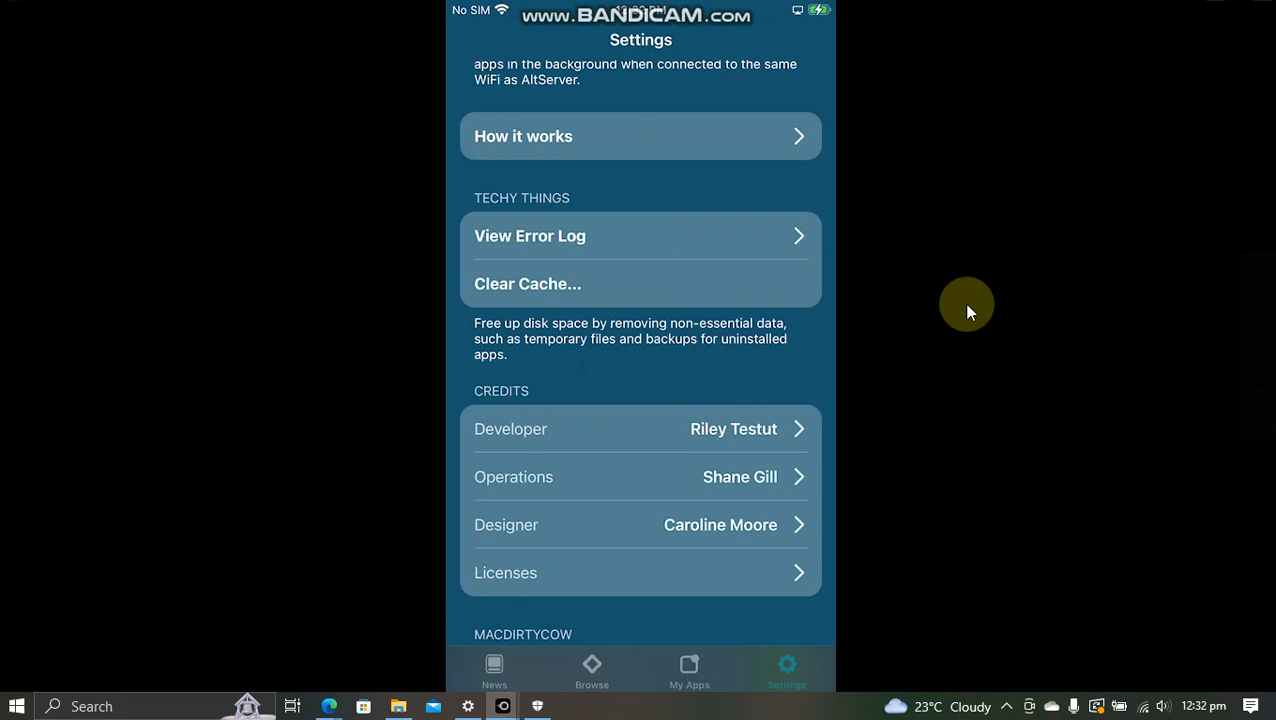 No SIM
www.BANDICAM.com
Settings
apps in the background when connected to the same
WiFi as AltServer.
How it works
TECHY THINGS
View Error Log
Clear Cache...
Free up disk space by removing non-essential data,
such as temporary files and backups for uninstalled
apps.
CREDITS
Developer Riley Testut
Operations Shane Gill
Designer Caroline Moore
Licenses
MACDIRTYCOW
News Browse My Apps Settings
Search 23°C Cloudy 12:32 pm